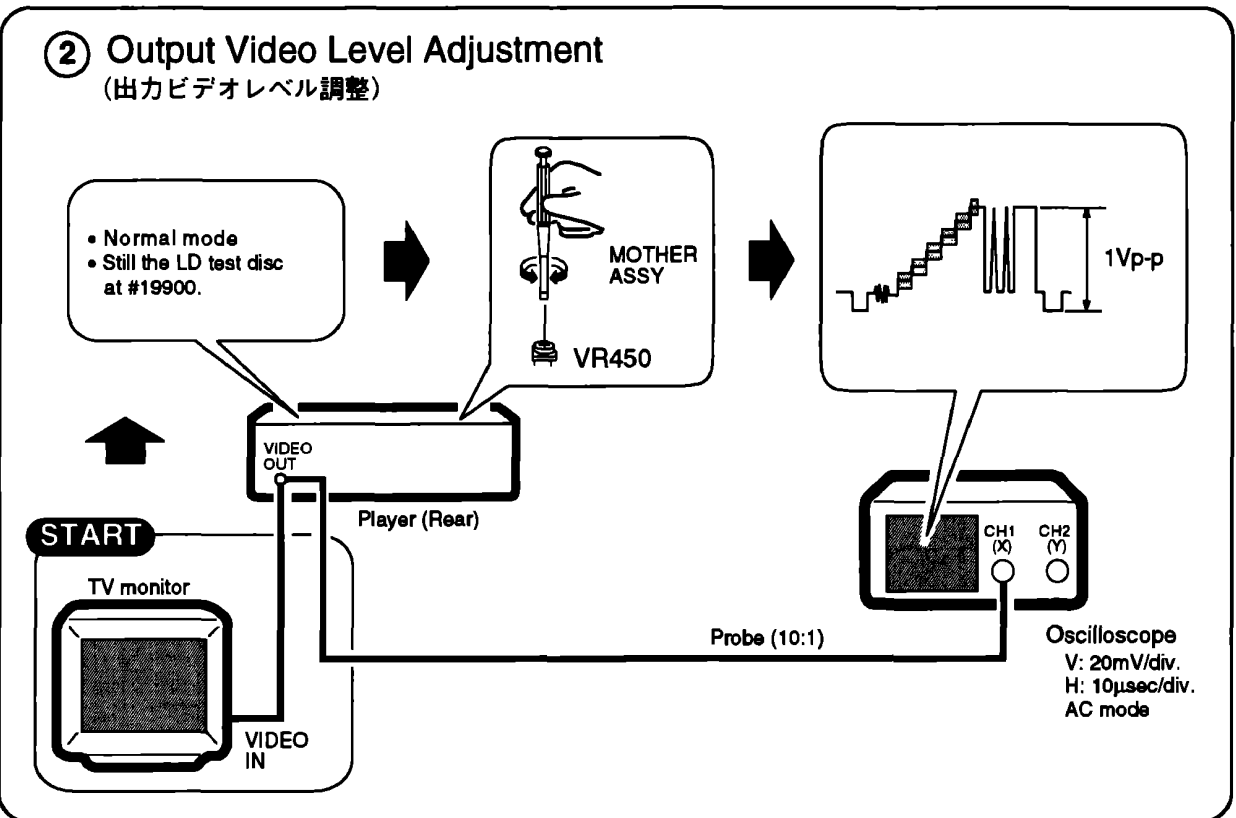 ② Output Video Level Adjustment
(出力ビデオレベル調整)
• Normal mode
• Still the LD test disc
at #19900.
MOTHER
ASSY
VR450
1Vp-p
VIDEO
OUT
Player (Rear)
START
TV monitor
VIDEO
IN
Probe (10:1)
CH1
(X)
CH2
(Y)
Oscilloscope
V: 20mV/div.
H: 10μsec/div.
AC mode